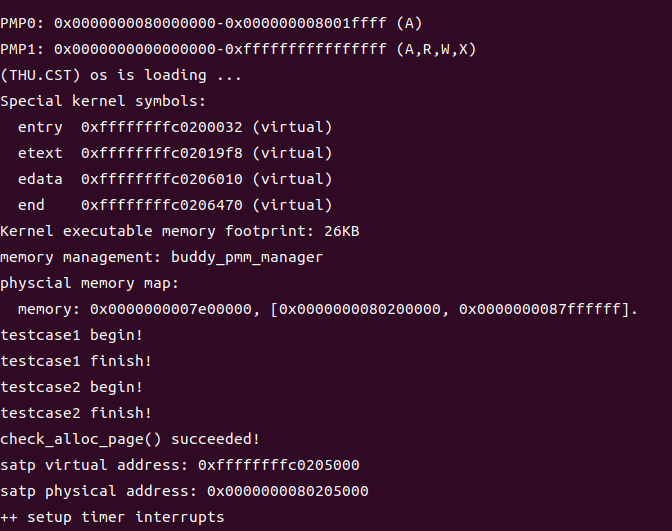 PMP0: 0x0000000080000000-0x000000008001ffff (A)
PMP1: 0x0000000000000000-0xffffffffffffffff (A,R,W,X)
(THU.CST) os is loading ...
Special kernel symbols:
  entry  0xffffffffc0200032 (virtual)
  etext  0xffffffffc02019f8 (virtual)
  edata  0xffffffffc0206010 (virtual)
  end    0xffffffffc0206470 (virtual)
Kernel executable memory footprint: 26KB
memory management: buddy_pmm_manager
physcial memory map:
  memory: 0x0000000007e00000, [0x0000000080200000, 0x0000000087ffffff].
testcase1 begin!
testcase1 finish!
testcase2 begin!
testcase2 finish!
check_alloc_page() succeeded!
satp virtual address: 0xffffffffc0205000
satp physical address: 0x0000000080205000
++ setup timer interrupts